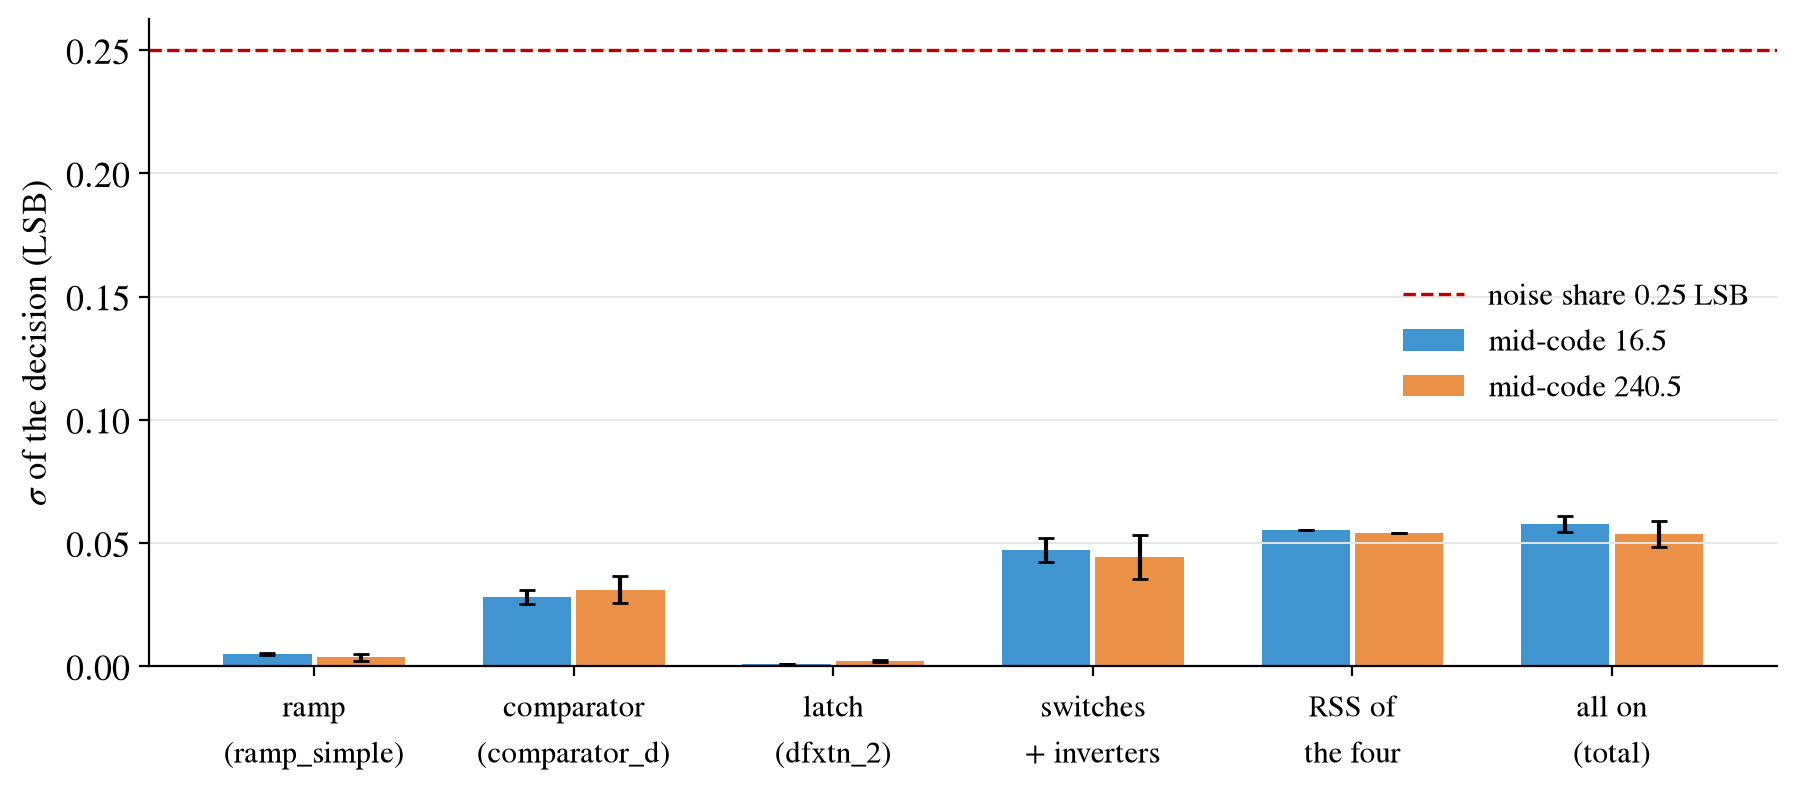 σ of the decision (LSB)
0.25
0.20
0.15
0.10
0.05
0.00
noise share 0.25 LSB
mid-code 16.5
mid-code 240.5
ramp
(ramp_simple)
comparator
(comparator_d)
latch
(dfxtn_2)
switches
+ inverters
RSS of
the four
all on
(total)